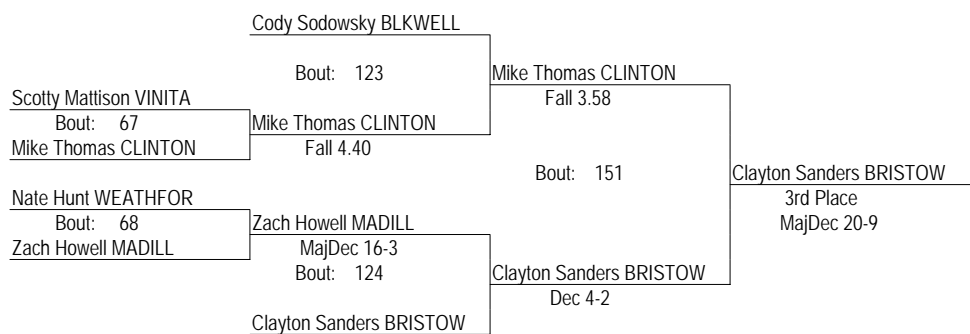 Cody Sodowsky BLKWELL
Bout: 123
Mike Thomas CLINTON
Fall 3.58
Scotty Mattison VINITA
Bout: 67
Mike Thomas CLINTON
Fall 4.40
Mike Thomas CLINTON
Bout: 151
Clayton Sanders BRISTOW
3rd Place
MajDec 20-9
Nate Hunt WEATHFOR
Bout: 68
Zach Howell MADILL
MajDec 16-3
Zach Howell MADILL
Bout: 124
Clayton Sanders BRISTOW
Dec 4-2
Clayton Sanders BRISTOW